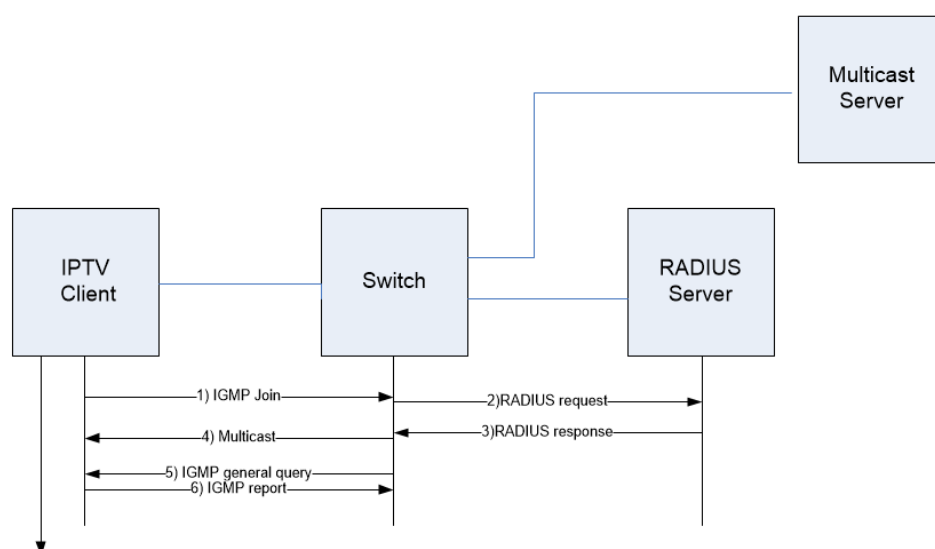 Multicast
Server
IPTV
Client
Switch
RADIUS
Server
1) IGMP Join
2)RADIUS request
3)RADIUS response
4) Multicast
5) IGMP general query
6) IGMP report